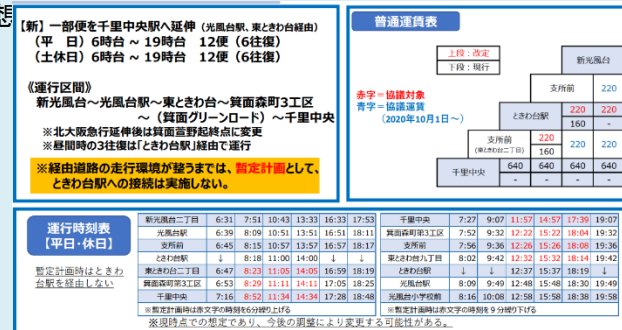 想
【新】一部便を千里中央駅へ延伸（光風台駅、東ときわ台経由）
（平　日）6時台 ～ 19時台　12便（6往復）
（土休日）6時台 ～ 19時台　12便（6往復）
《運行区間》
新光風台～光風台駅～東ときわ台～箕面森町3工区
～（箕面グリーンロード）～千里中央
※北大阪急行延伸後は箕面萱野起終点に変更
※昼間時の3往復は「ときわ台駅」経由で運行
※経由道路の走行環境が整うまでは、暫定計画として、
ときわ台駅への接続は実施しない。
普通運賃表
上段：改定
下段：現行
赤字＝協議対象
青字＝協議運賃
（2020年10月1日～）
新光風台
支所前 220
ときわ台駅 220 220
160 -
支所前 220 220 220
（東ときわ台二丁目） 160
千里中央 640 640 640 640
- - - -
運行時刻表
【平日・休日】
暫定計画時はときわ
台駅を経由しない
新光風台二丁目 6:31 7:51 10:43 13:33 16:33 17:53
光風台駅 6:39 8:09 10:51 13:51 16:51 18:11
支所前 6:45 8:15 10:57 13:57 16:57 18:17
ときわ台駅 ↓ 8:18 11:00 14:00 ↓ ↓
東ときわ台二丁目 6:47 8:23 11:05 14:05 16:59 18:19
箕面森町第3工区 6:53 8:29 11:11 14:11 17:05 18:25
千里中央 7:16 8:52 11:34 14:34 17:28 18:48
※暫定計画時は赤文字の時刻を6分繰り上げる
千里中央 7:27 9:07 11:57 14:57 17:39 19:07
箕面森町第3工区 7:52 9:32 12:22 15:22 18:04 19:32
支所前 7:56 9:36 12:26 15:26 18:08 19:36
東ときわ台九丁目 8:02 9:42 12:32 15:32 18:14 19:42
ときわ台駅 ↓ ↓ 12:37 15:37 18:19 ↓
光風台駅 8:09 9:49 12:48 15:48 18:30 19:49
光風台小学校前 8:16 10:08 12:58 15:58 18:38 19:58
※暫定計画時は赤文字の時刻を9分繰り下げる
※現時点での想定であり、今後の調整により変更する可能性がある。